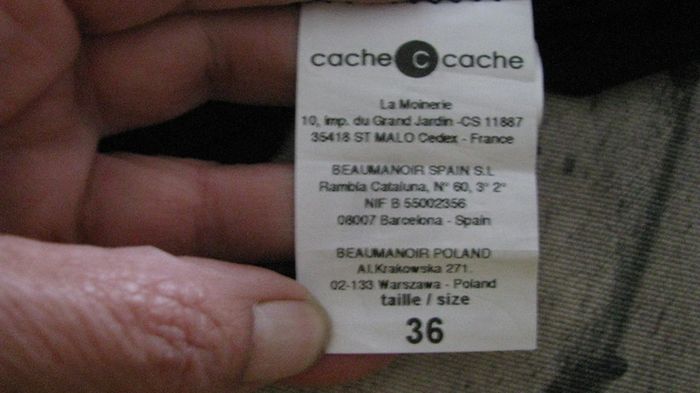 cache c cache
La Moinerie
10, imp. du Grand Jardin -CS 11887
35418 ST MALO Cedex - France
BEAUMANOIR SPAIN S.L
Rambla Cataluna, N° 60, 3° 2°
NIF B 55002356
08007 Barcelona - Spain
BEAUMANOIR POLAND
Al.Krakowska 271.
02-133 Warszawa - Poland
taille / size
36